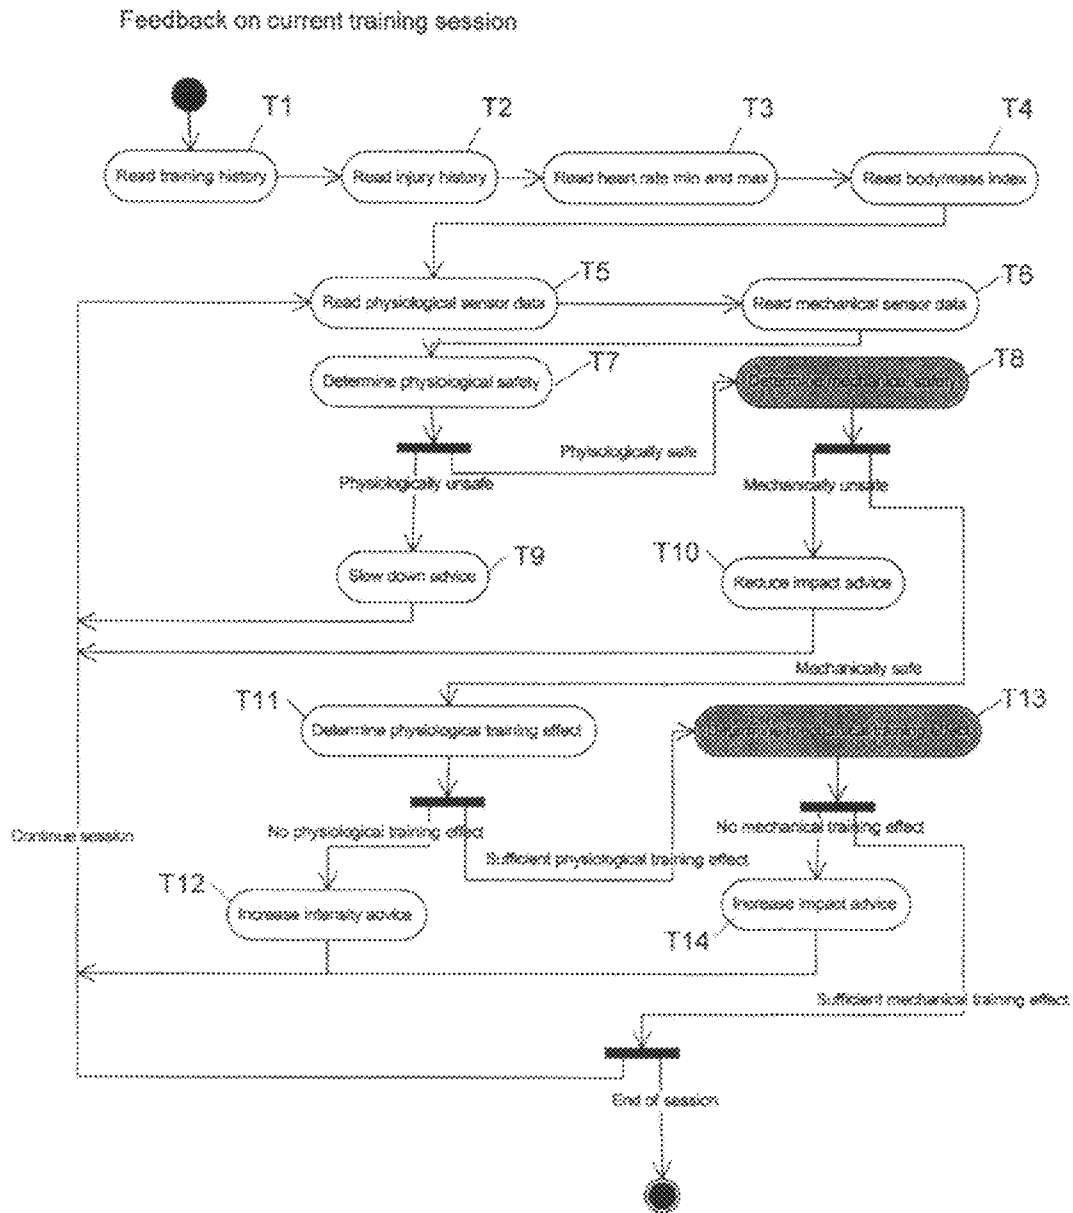 Feedback on current training session
T1
T2
T3
T4
Read training history
Read injury history
Read heart rate min and max
Read body/mass index
T5
T6
Read physiological sensor data
Read mechanical sensor data
T7
T8
Determine physiological safety
Determine mechanical safety
Physiologically safe
Physiologically unsafe
Mechanically unsafe
T9
T10
Slow down advice
Reduce impact advice
Mechanically safe
T11
T13
Determine physiological training effect
Continue session
No physiological training effect
No mechanical training effect
Sufficient physiological training effect
T12
Increase intensity advice
Increase impact advice
T14
Sufficient mechanical training effect
End of session